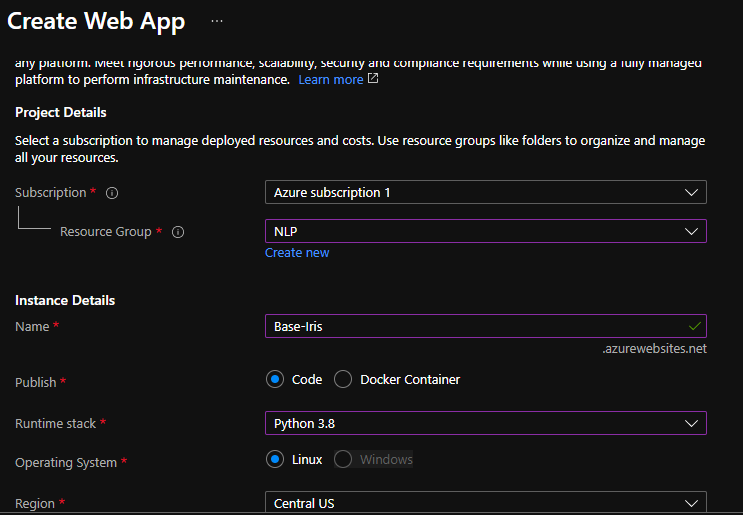 Create Web App ...
any platform. Meet rigorous performance, scalability, security and compliance requirements while using a fully managed
platform to perform infrastructure maintenance. Learn more
Project Details
Select a subscription to manage deployed resources and costs. Use resource groups like folders to organize and manage
all your resources.
Subscription * Azure subscription 1
Resource Group * NLP
Create new
Instance Details
Name * Base-Iris
.azurewebsites.net
Publish * Code Docker Container
Runtime stack * Python 3.8
Operating System * Linux Windows
Region * Central US